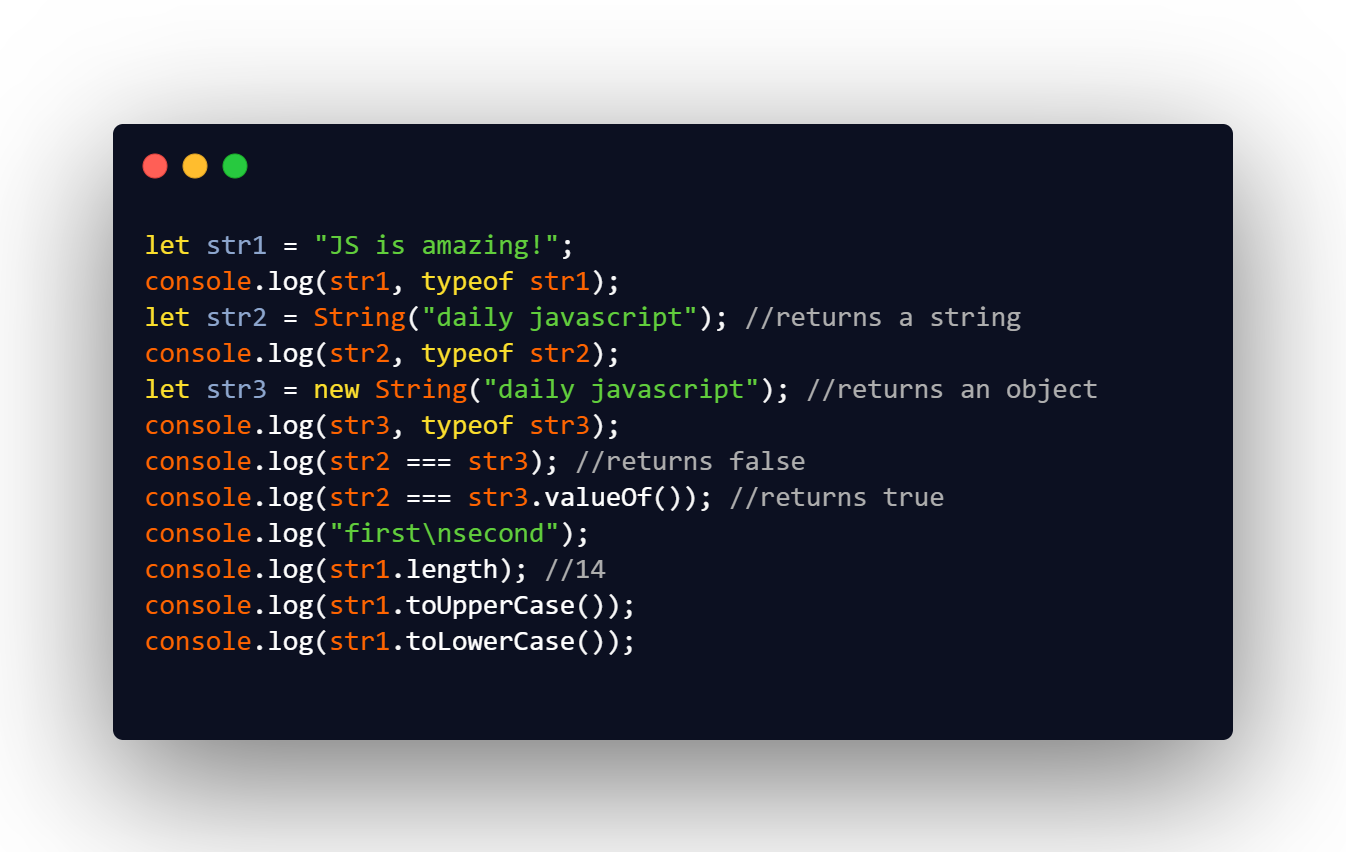 let str1 = "JS is amazing!";
console.log(str1, typeof str1);
let str2 = String("daily javascript"); //returns a string
console.log(str2, typeof str2);
let str3 = new String("daily javascript"); //returns an object
console.log(str3, typeof str3);
console.log(str2 === str3); //returns false
console.log(str2 === str3.valueOf()); //returns true
console.log("first\nsecond");
console.log(str1.length); //14
console.log(str1.toUpperCase());
console.log(str1.toLowerCase());